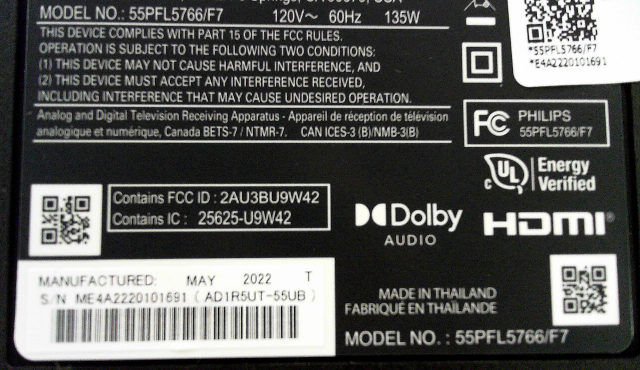 MODEL NO.: 55PFL5766/F7 120V~ 60Hz 135W
THIS DEVICE COMPLIES WITH PART 15 OF THE FCC RULES.
OPERATION IS SUBJECT TO THE FOLLOWING TWO CONDITIONS:
(1) THIS DEVICE MAY NOT CAUSE HARMFUL INTERFERENCE, AND
(2) THIS DEVICE MUST ACCEPT ANY INTERFERENCE RECEIVED,
INCLUDING INTERFERENCE THAT MAY CAUSE UNDESIRED OPERATION.
Analog and Digital Television Receiving Apparatus - Appareil de réception de télévision
analogique et numérique, Canada BETS-7 / NTMR-7. CAN ICES-3 (B)/NMB-3(B)
*55PFL5766/F7
*E4A2220101691
FC PHILIPS
55PFL5766/F7
c UL Energy
Verified
Contains FCC ID : 2AU3BU9W42
Contains IC : 25625-U9W42
Dolby
AUDIO
HDMI®
MANUFACTURED: MAY 2022 T
S/N ME4A2220101691 ( AD1R5UT-55UB )
MADE IN THAILAND
FABRIQUÉ EN THAÏLANDE
MODEL NO. : 55PFL5766/F7